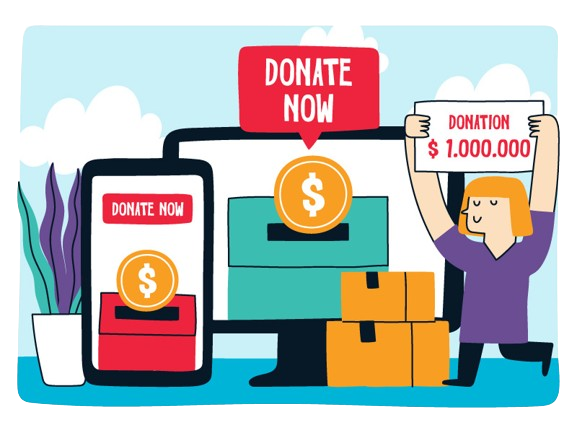 DONATE
NOW
DONATION
$ 1.000.000
DONATE NOW
$
$